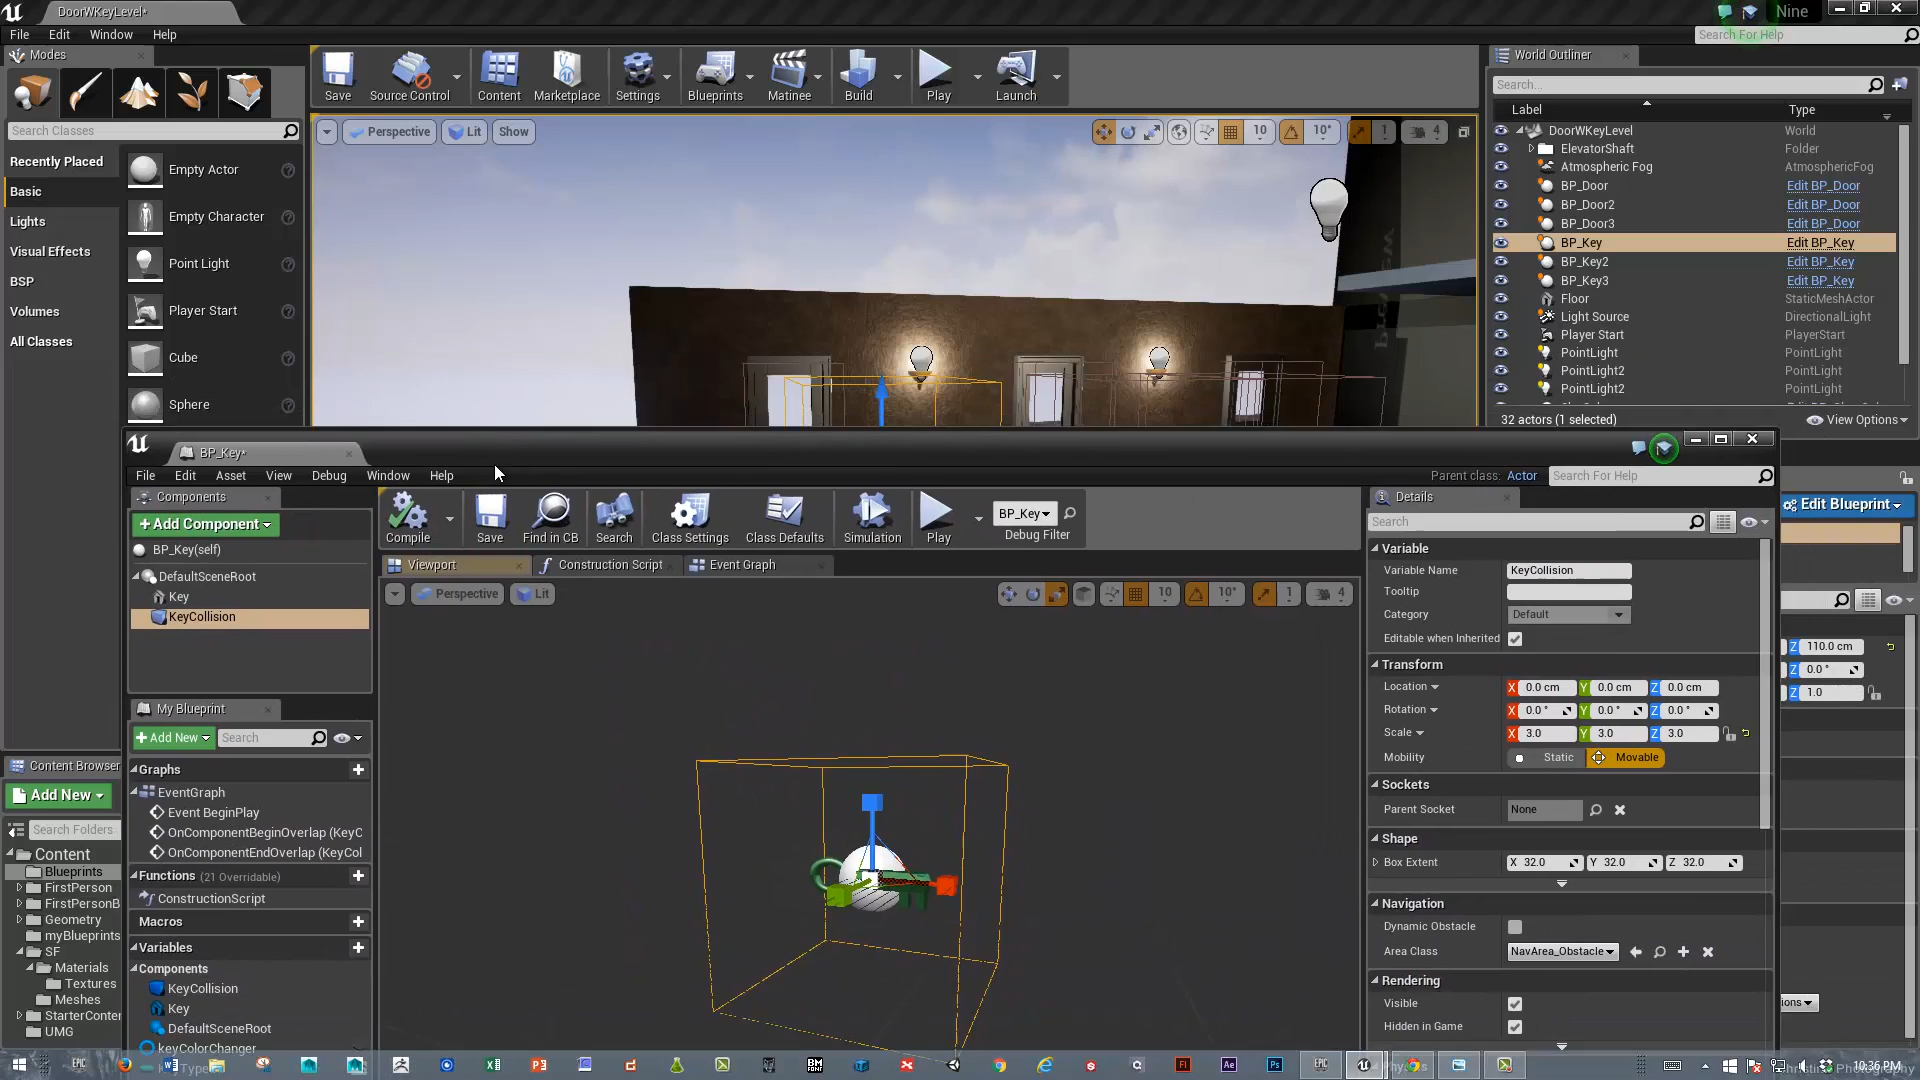 DoorWKeyLevel*
Nine
File Edit Window Help
Search For Help
Modes
Save
Source Control
Content
Marketplace
Settings
Blueprints
Matinee
Build
Play
Launch
Search Classes
Recently Placed
Basic
Lights
Visual Effects
BSP
Volumes
All Classes
Empty Actor
Empty Character
Point Light
Player Start
Cube
Sphere
Perspective
Lit
Show
10
10°
1
4
World Outliner
Search...
Label Type
DoorWKeyLevel World
ElevatorShaft Folder
Atmospheric Fog AtmosphericFog
BP_Door Edit BP_Door
BP_Door2 Edit BP_Door
BP_Door3 Edit BP_Door
BP_Key Edit BP_Key
BP_Key2 Edit BP_Key
BP_Key3 Edit BP_Key
Floor StaticMeshActor
Light Source DirectionalLight
Player Start PlayerStart
PointLight PointLight
PointLight2 PointLight
PointLight2 PointLight
32 actors (1 selected)
View Options
BP_Key*
File Edit Asset View Debug Window Help
Parent class: Actor
Search For Help
Components
+Add Component
BP_Key(self)
DefaultSceneRoot
Key
KeyCollision
Compile
Save
Find in CB
Search
Class Settings
Class Defaults
Simulation
Play
BP_Key
Debug Filter
Viewport
Construction Script
Event Graph
Perspective
Lit
10
10°
1
4
My Blueprint
+Add New
Search
Graphs
EventGraph
Event BeginPlay
OnComponentBeginOverlap (KeyC
OnComponentEndOverlap (KeyCol
Functions (21 Overridable)
ConstructionScript
Macros
Variables
Components
KeyCollision
Key
DefaultSceneRoot
keyColorChanger
Details
Search
Variable
Variable Name KeyCollision
Tooltip
Category Default
Editable when Inherited
Transform
Location X 0.0 cm Y 0.0 cm Z 0.0 cm
Rotation X 0.0 ° Y 0.0 ° Z 0.0 °
Scale X 3.0 Y 3.0 Z 3.0
Mobility Static Movable
Sockets
Parent Socket None
Shape
Box Extent X 32.0 Y 32.0 Z 32.0
Navigation
Dynamic Obstacle
Area Class NavArea_Obstacle
Rendering
Visible
Hidden in Game
Edit Blueprint
Z 110.0 cm
Z 0.0 °
Z 1.0
ions
Content Browser
Add New
Search Folders
Content
Blueprints
FirstPerson
FirstPersonB
Geometry
myBlueprints
SF
Materials
Textures
Meshes
StarterConten
UMG
10:36 PM